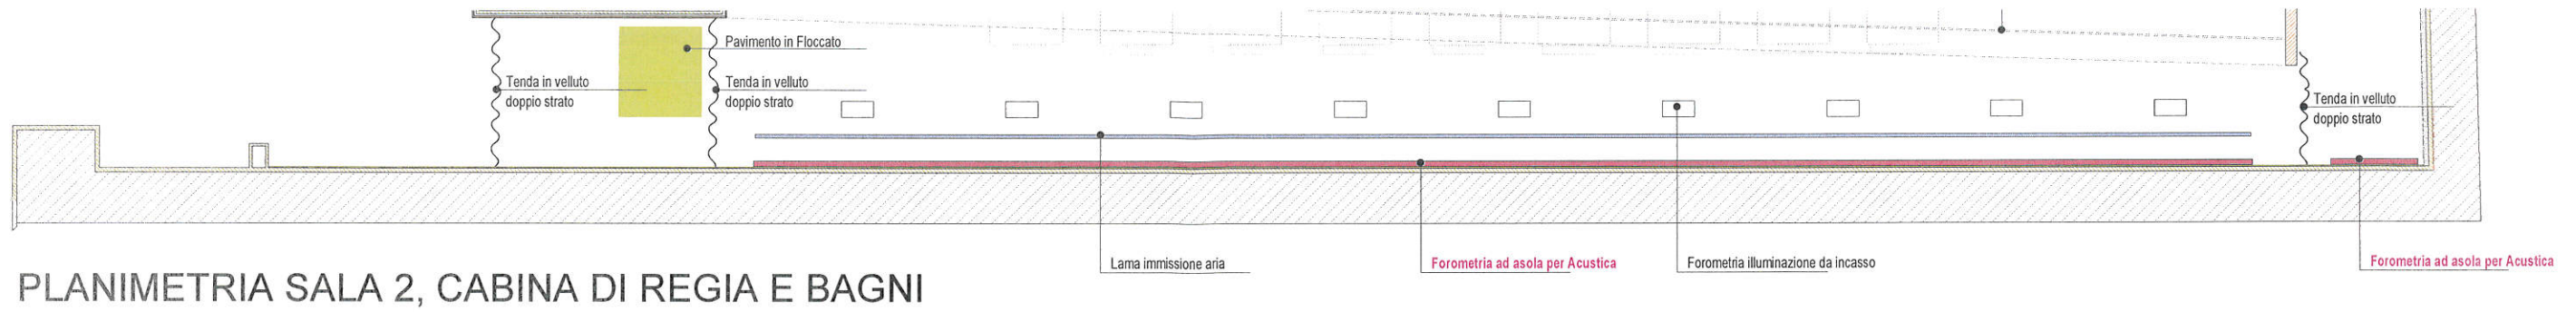 Pavimento in Floccato
Tenda in velluto
doppio strato
Tenda in velluto
doppio strato
Tenda in velluto
doppio strato
Lama immissione aria
Forometria ad asola per Acustica
Forometria illuminazione da incasso
Forometria ad asola per Acustica
PLANIMETRIA SALA 2, CABINA DI REGIA E BAGNI